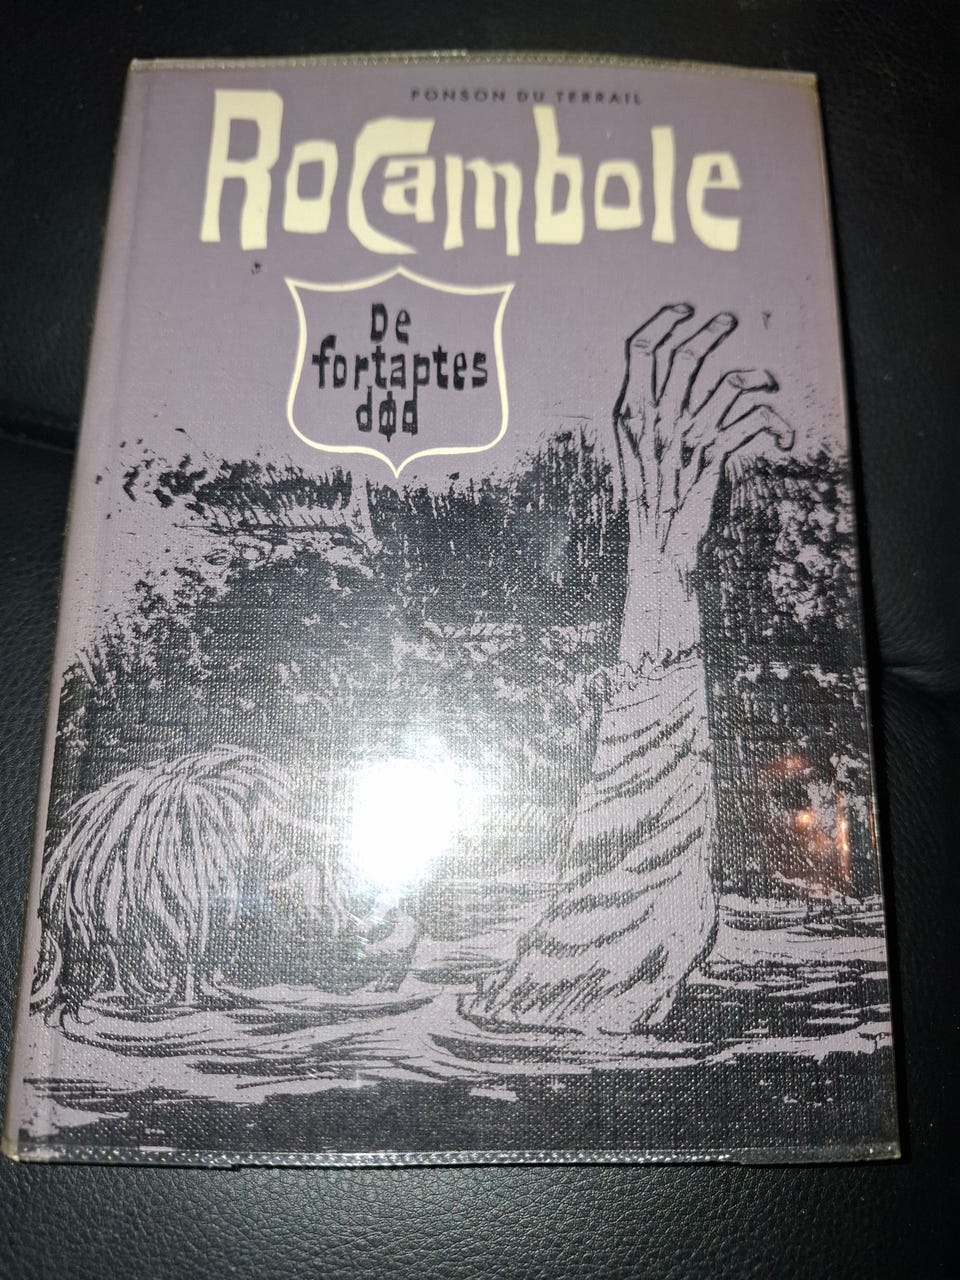 PONSON DU TERRAIL
Rocambole
De
fortaptes
død